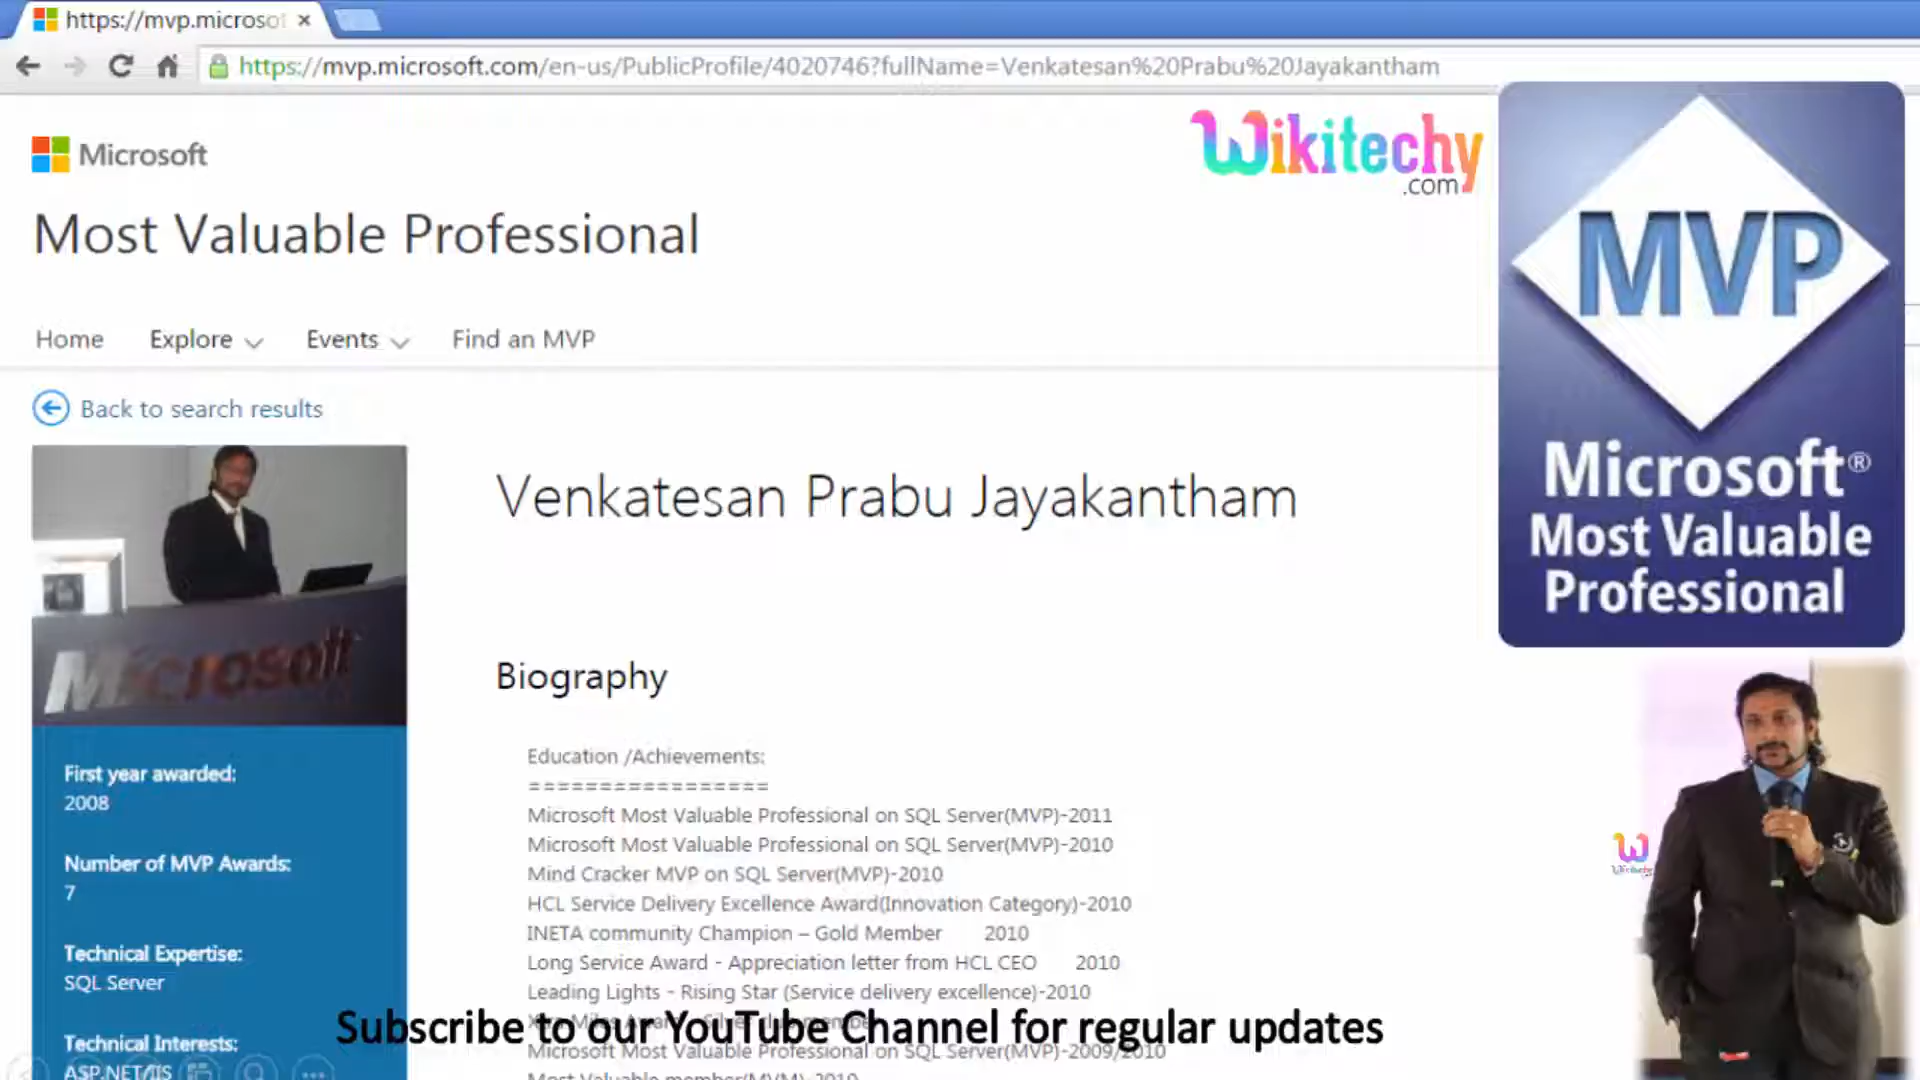 https://mvp.microsof
https://mvp.microsoft.com/en-us/PublicProfile/4020746?fullName=Venkatesan%20Prabu%20Jayakantham
Microsoft
Wikitechy
.com
Most Valuable Professional
Home Explore Events Find an MVP
Back to search results
MVP
Microsoft®
Most Valuable
Professional
Microsoft
Venkatesan Prabu Jayakantham
Biography
First year awarded:
2008
Number of MVP Awards:
7
Technical Expertise:
SQL Server
Technical Interests:
ASP.NET/IIS
Education /Achievements:
=================
Microsoft Most Valuable Professional on SQL Server(MVP)-2011
Microsoft Most Valuable Professional on SQL Server(MVP)-2010
Mind Cracker MVP on SQL Server(MVP)-2010
HCL Service Delivery Excellence Award(Innovation Category)-2010
INETA community Champion – Gold Member 2010
Long Service Award - Appreciation letter from HCL CEO 2010
Leading Lights - Rising Star (Service delivery excellence)-2010
Subscribe to our YouTube Channel for regular updates
Microsoft Most Valuable Professional on SQL Server(MVP)-2009/2010
Most Valuable member(MVM)-2010
Wikitechy